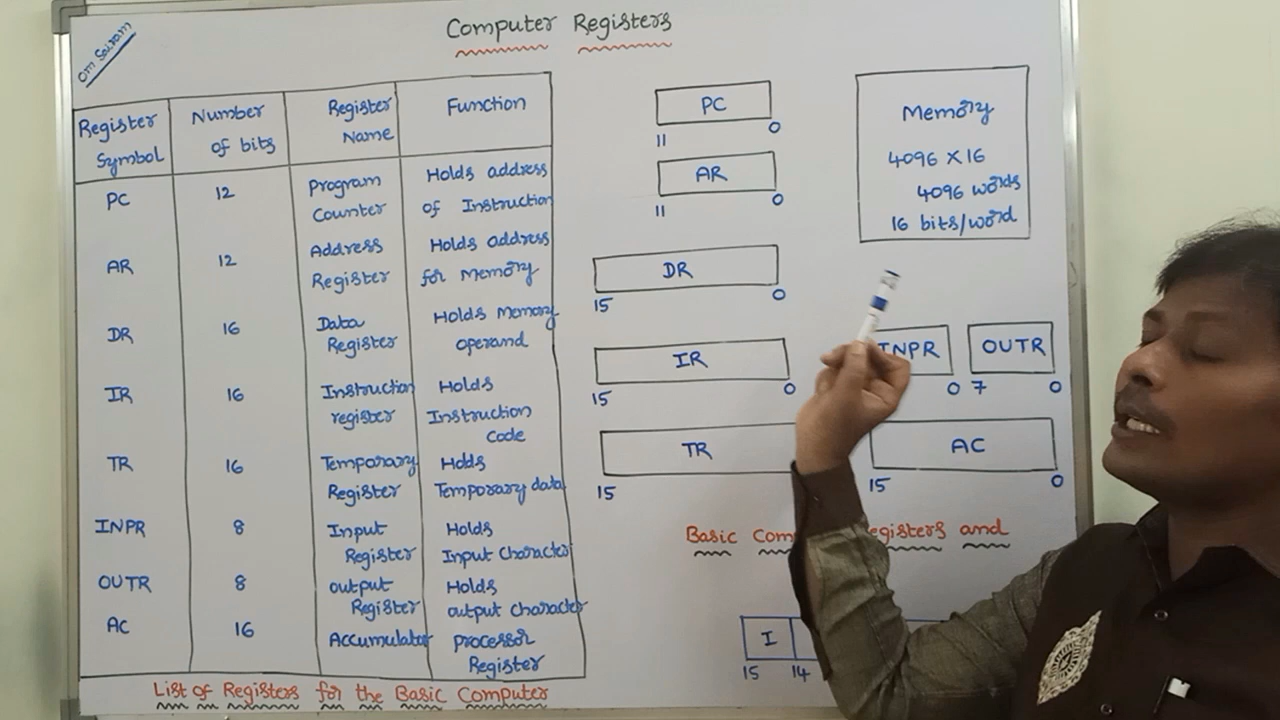 Om Sairam
Computer Registers
Register Symbol Number of bits Register Name Function
PC 12 Program Counter Holds address of Instruction
AR 12 Address Register Holds address for Memory
DR 16 Data Register Holds Memory operand
IR 16 Instruction register Holds Instruction Code
TR 16 Temporary Register Holds Temporary data
INPR 8 Input Register Holds Input Character
OUTR 8 output Register Holds output character
AC 16 Accumulator processor Register
List of Registers for the Basic Computer
PC
11 0
AR
11 0
DR
15 0
IR
15 0
TR
15
Memory
4096 X 16
4096 words
16 bits/word
INPR OUTR
0 7 0
AC
15 0
Basic and
I
15 14